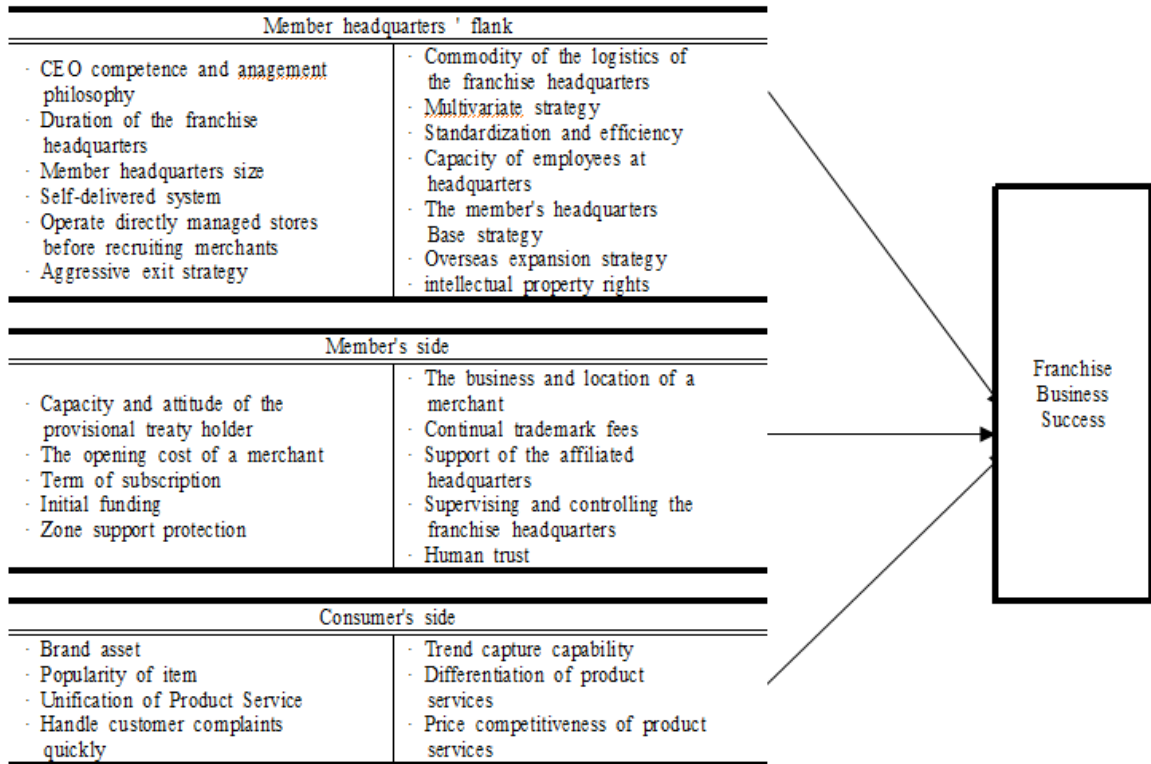 Member headquarters ' flank
· CEO competence and anagement
philosophy
· Duration of the franchise
headquarters
· Member headquarters size
· Self-delivered system
· Operate directly managed stores
before recruiting merchants
· Aggressive exit strategy
· Commodity of the logistics of
the franchise headquarters
· Multivariate strategy
· Standardization and efficiency
· Capacity of employees at
headquarters
· The member's headquarters
Base strategy
· Overseas expansion strategy
· intellectual property rights
Member's side
· Capacity and attitude of the
provisional treaty holder
· The opening cost of a merchant
· Term of subscription
· Initial funding
· Zone support protection
· The business and location of a
merchant
· Continual trademark fees
· Support of the affiliated
headquarters
· Supervising and controlling the
franchise headquarters
· Human trust
Consumer's side
· Brand asset
· Popularity of item
· Unification of Product Service
· Handle customer complaints
quickly
· Trend capture capability
· Differentiation of product
services
· Price competitiveness of product
services
Franchise
Business
Success